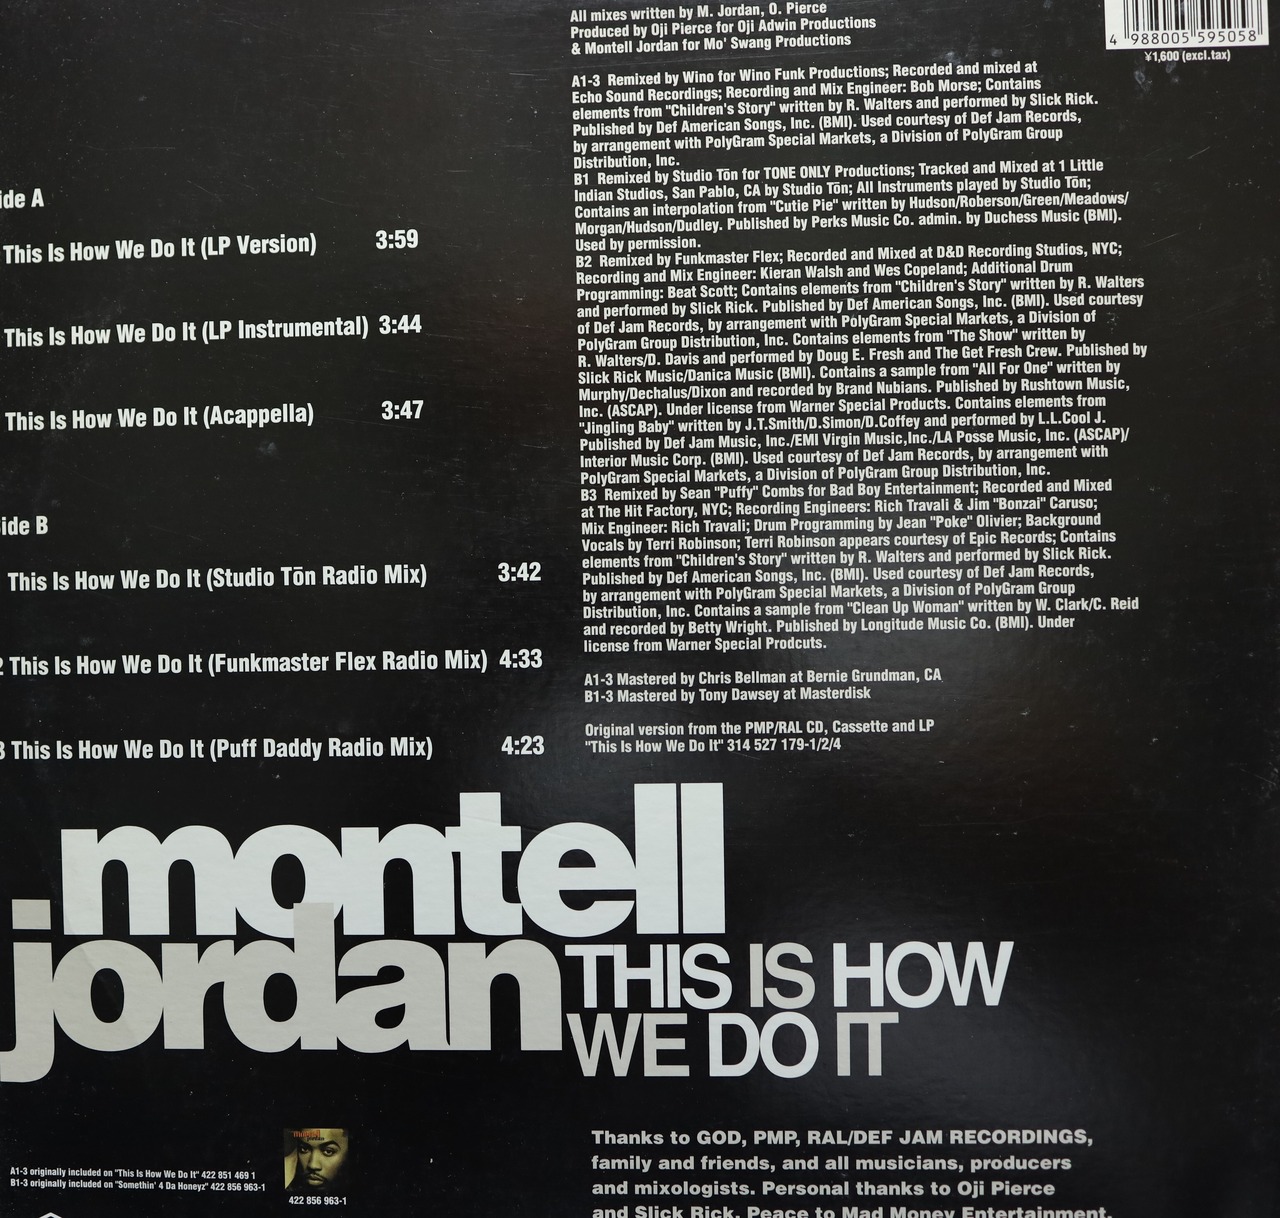 All mixes written by M. Jordan, O. Pierce
Produced by Oji Pierce for Oji Adwin Productions
& Montell Jordan for Mo' Swang Productions
4 988005 595058
¥1,600 (excl.tax)
A1-3 Remixed by Wino for Wino Funk Productions; Recorded and mixed at
Echo Sound Recordings; Recording and Mix Engineer: Bob Morse; Contains
elements from "Children's Story" written by R. Walters and performed by Slick Rick.
Published by Def American Songs, Inc. (BMI). Used courtesy of Def Jam Records,
by arrangement with PolyGram Special Markets, a Division of PolyGram Group
Distribution, Inc.
B1 Remixed by Studio Tōn for TONE ONLY Productions; Tracked and Mixed at 1 Little
Indian Studios, San Pablo, CA by Studio Tōn; All Instruments played by Studio Tōn;
Contains an interpolation from "Cutie Pie" written by Hudson/Roberson/Green/Meadows/
Morgan/Hudson/Dudley. Published by Perks Music Co. admin. by Duchess Music (BMI).
Used by permission.
B2 Remixed by Funkmaster Flex; Recorded and Mixed at D&D Recording Studios, NYC;
Recording and Mix Engineer: Kieran Walsh and Wes Copeland; Additional Drum
Programming: Beat Scott; Contains elements from "Children's Story" written by R. Walters
and performed by Slick Rick. Published by Def American Songs, Inc. (BMI). Used courtesy
of Def Jam Records, by arrangement with PolyGram Special Markets, a Division of
PolyGram Group Distribution, Inc. Contains elements from "The Show" written by
R. Walters/D. Davis and performed by Doug E. Fresh and The Get Fresh Crew. Published by
Slick Rick Music/Danica Music (BMI). Contains a sample from "All For One" written by
Murphy/Dechalus/Dixon and recorded by Brand Nubians. Published by Rushtown Music,
Inc. (ASCAP). Under license from Warner Special Products. Contains elements from
"Jingling Baby" written by J.T.Smith/D.Simon/D.Coffey and performed by L.L.Cool J.
Published by Def Jam Music, Inc./EMI Virgin Music,Inc./LA Posse Music, Inc. (ASCAP)/
Interior Music Corp. (BMI). Used courtesy of Def Jam Records, by arrangement with
PolyGram Special Markets, a Division of PolyGram Group Distribution, Inc.
B3 Remixed by Sean "Puffy" Combs for Bad Boy Entertainment; Recorded and Mixed
at The Hit Factory, NYC; Recording Engineers: Rich Travali & Jim "Bonzai" Caruso;
Mix Engineer: Rich Travali; Drum Programming by Jean "Poke" Olivier; Background
Vocals by Terri Robinson; Terri Robinson appears courtesy of Epic Records; Contains
elements from "Children's Story" written by R. Walters and performed by Slick Rick.
Published by Def American Songs, Inc. (BMI). Used courtesy of Def Jam Records,
by arrangement with PolyGram Special Markets, a Division of PolyGram Group
Distribution, Inc. Contains a sample from "Clean Up Woman" written by W. Clark/C. Reid
and recorded by Betty Wright. Published by Longitude Music Co. (BMI). Under
license from Warner Special Prodcuts.
A1-3 Mastered by Chris Bellman at Bernie Grundman, CA
B1-3 Mastered by Tony Dawsey at Masterdisk
Original version from the PMP/RAL CD, Cassette and LP
"This Is How We Do It" 314 527 179-1/2/4
ide A
This Is How We Do It (LP Version) 3:59
This Is How We Do It (LP Instrumental) 3:44
This Is How We Do It (Acappella) 3:47
ide B
This Is How We Do It (Studio Tōn Radio Mix) 3:42
2 This Is How We Do It (Funkmaster Flex Radio Mix) 4:33
3 This Is How We Do It (Puff Daddy Radio Mix) 4:23
montell
jordan
THIS IS HOW
WE DO IT
A1-3 originally included on "This Is How We Do It" 422 851 469 1
B1-3 originally included on "Somethin' 4 Da Honeyz" 422 856 963-1
422 856 963-1
Thanks to GOD, PMP, RAL/DEF JAM RECORDINGS,
family and friends, and all musicians, producers
and mixologists. Personal thanks to Oji Pierce
and Slick Rick. Peace to Mad Money Entertainment.